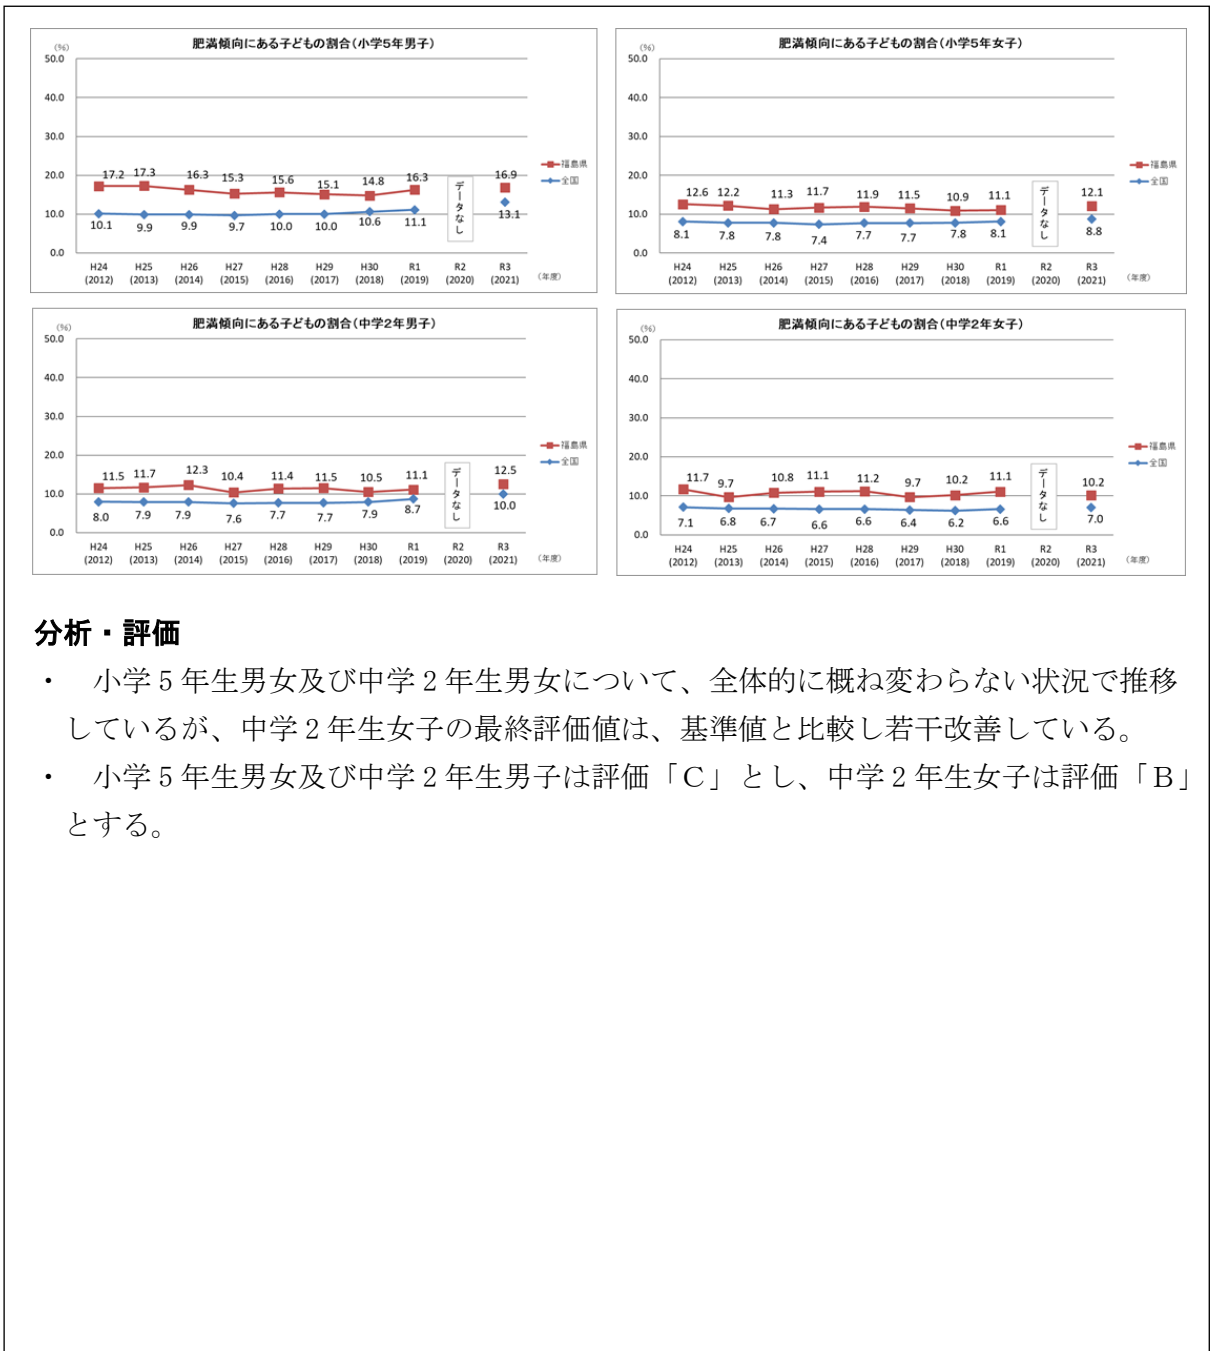 肥満傾向にある子どもの割合(小学5年男子)
(%)
50.0
40.0
30.0
20.0
10.0
0.0
17.2 17.3 16.3 15.3 15.6 15.1 14.8 16.3 16.9
10.1 9.9 9.9 9.7 10.0 10.0 10.6 11.1 13.1
データなし
福島県
全国
H24 H25 H26 H27 H28 H29 H30 R1 R2 R3
(2012) (2013) (2014) (2015) (2016) (2017) (2018) (2019) (2020) (2021) (年度)
肥満傾向にある子どもの割合(小学5年女子)
(%)
50.0
40.0
30.0
20.0
10.0
0.0
12.6 12.2 11.3 11.7 11.9 11.5 10.9 11.1 12.1
8.1 7.8 7.8 7.4 7.7 7.7 7.8 8.1 8.8
データなし
福島県
全国
H24 H25 H26 H27 H28 H29 H30 R1 R2 R3
(2012) (2013) (2014) (2015) (2016) (2017) (2018) (2019) (2020) (2021) (年度)
肥満傾向にある子どもの割合(中学2年男子)
(%)
50.0
40.0
30.0
20.0
10.0
0.0
11.5 11.7 12.3 10.4 11.4 11.5 10.5 11.1 12.5
8.0 7.9 7.9 7.6 7.7 7.7 7.9 8.7 10.0
データなし
福島県
全国
H24 H25 H26 H27 H28 H29 H30 R1 R2 R3
(2012) (2013) (2014) (2015) (2016) (2017) (2018) (2019) (2020) (2021) (年度)
肥満傾向にある子どもの割合(中学2年女子)
(%)
50.0
40.0
30.0
20.0
10.0
0.0
11.7 9.7 10.8 11.1 11.2 9.7 10.2 11.1 10.2
7.1 6.8 6.7 6.6 6.6 6.4 6.2 6.6 7.0
データなし
福島県
全国
H24 H25 H26 H27 H28 H29 H30 R1 R2 R3
(2012) (2013) (2014) (2015) (2016) (2017) (2018) (2019) (2020) (2021) (年度)
分析・評価
・　小学5年生男女及び中学2年生男女について、全体的に概ね変わらない状況で推移
しているが、中学2年生女子の最終評価値は、基準値と比較し若干改善している。
・　小学5年生男女及び中学2年生男子は評価「C」とし、中学2年生女子は評価「B」
とする。